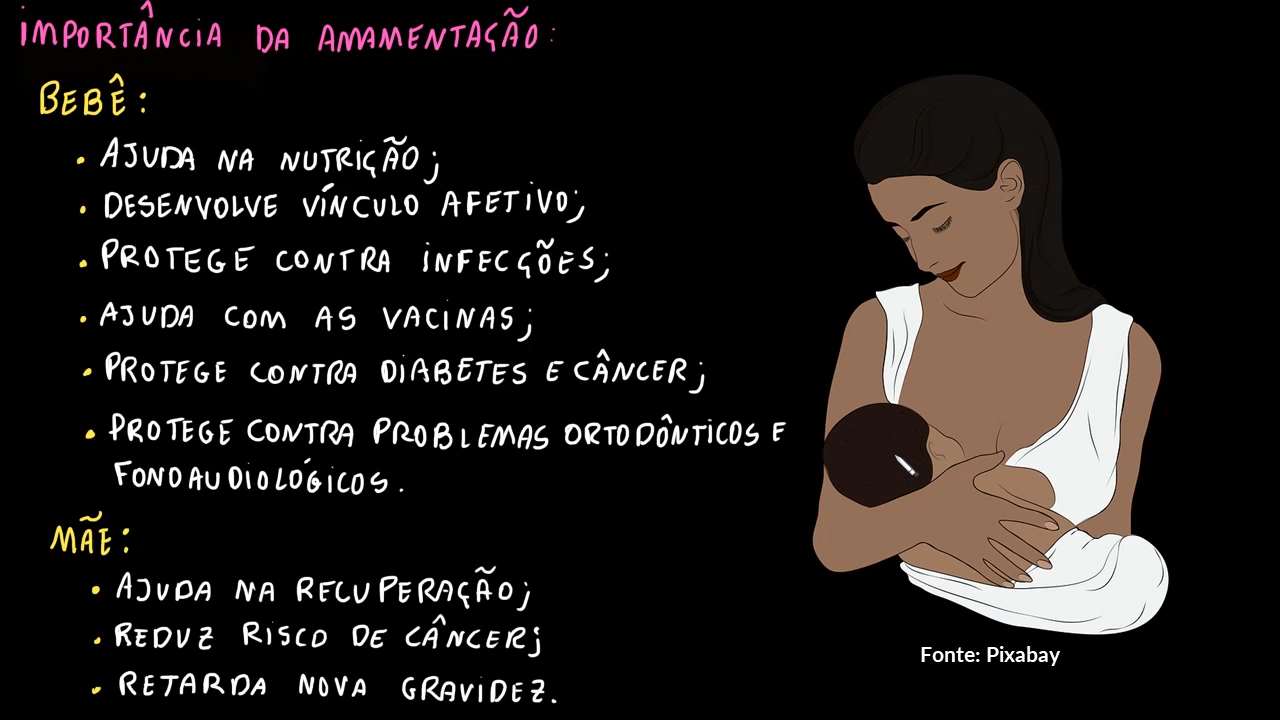 IMPORTÂNCIA DA AMAMENTAÇÃO:
BEBÊ:
• AJUDA NA NUTRIÇÃO;
• DESENVOLVE VÍNCULO AFETIVO;
• PROTEGE CONTRA INFECÇÕES;
• AJUDA COM AS VACINAS;
• PROTEGE CONTRA DIABETES E CÂNCER;
• PROTEGE CONTRA PROBLEMAS ORTODÔNTICOS E
FONOAUDIOLÓGICOS.
MÃE:
• AJUDA NA RECUPERAÇÃO;
• REDUZ RISCO DE CÂNCER;
• RETARDA NOVA GRAVIDEZ.
Fonte: Pixabay